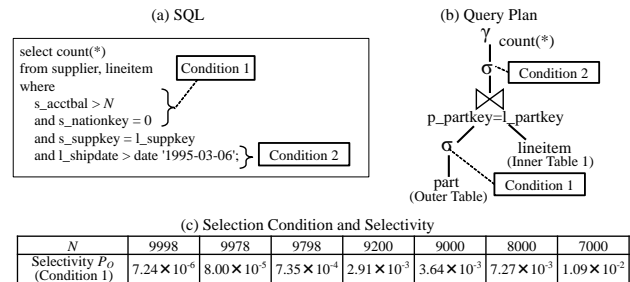 (a) SQL
select count(*)
from supplier, lineitem
where
s_acctbal > N
and s_nationkey = 0
and s_suppkey = l_suppkey
and l_shipdate > date '1995-03-06';
Condition 1
Condition 2
(b) Query Plan
γ count(*)
σ
Condition 2
p_partkey=l_partkey
σ
lineitem
(Inner Table 1)
part
(Outer Table)
Condition 1
(c) Selection Condition and Selectivity
N 9998 9978 9798 9200 9000 8000 7000
Selectivity P_O 7.24×10⁻⁶ 8.00×10⁻⁵ 7.35×10⁻⁴ 2.91×10⁻³ 3.64×10⁻³ 7.27×10⁻³ 1.09×10⁻²
(Condition 1)